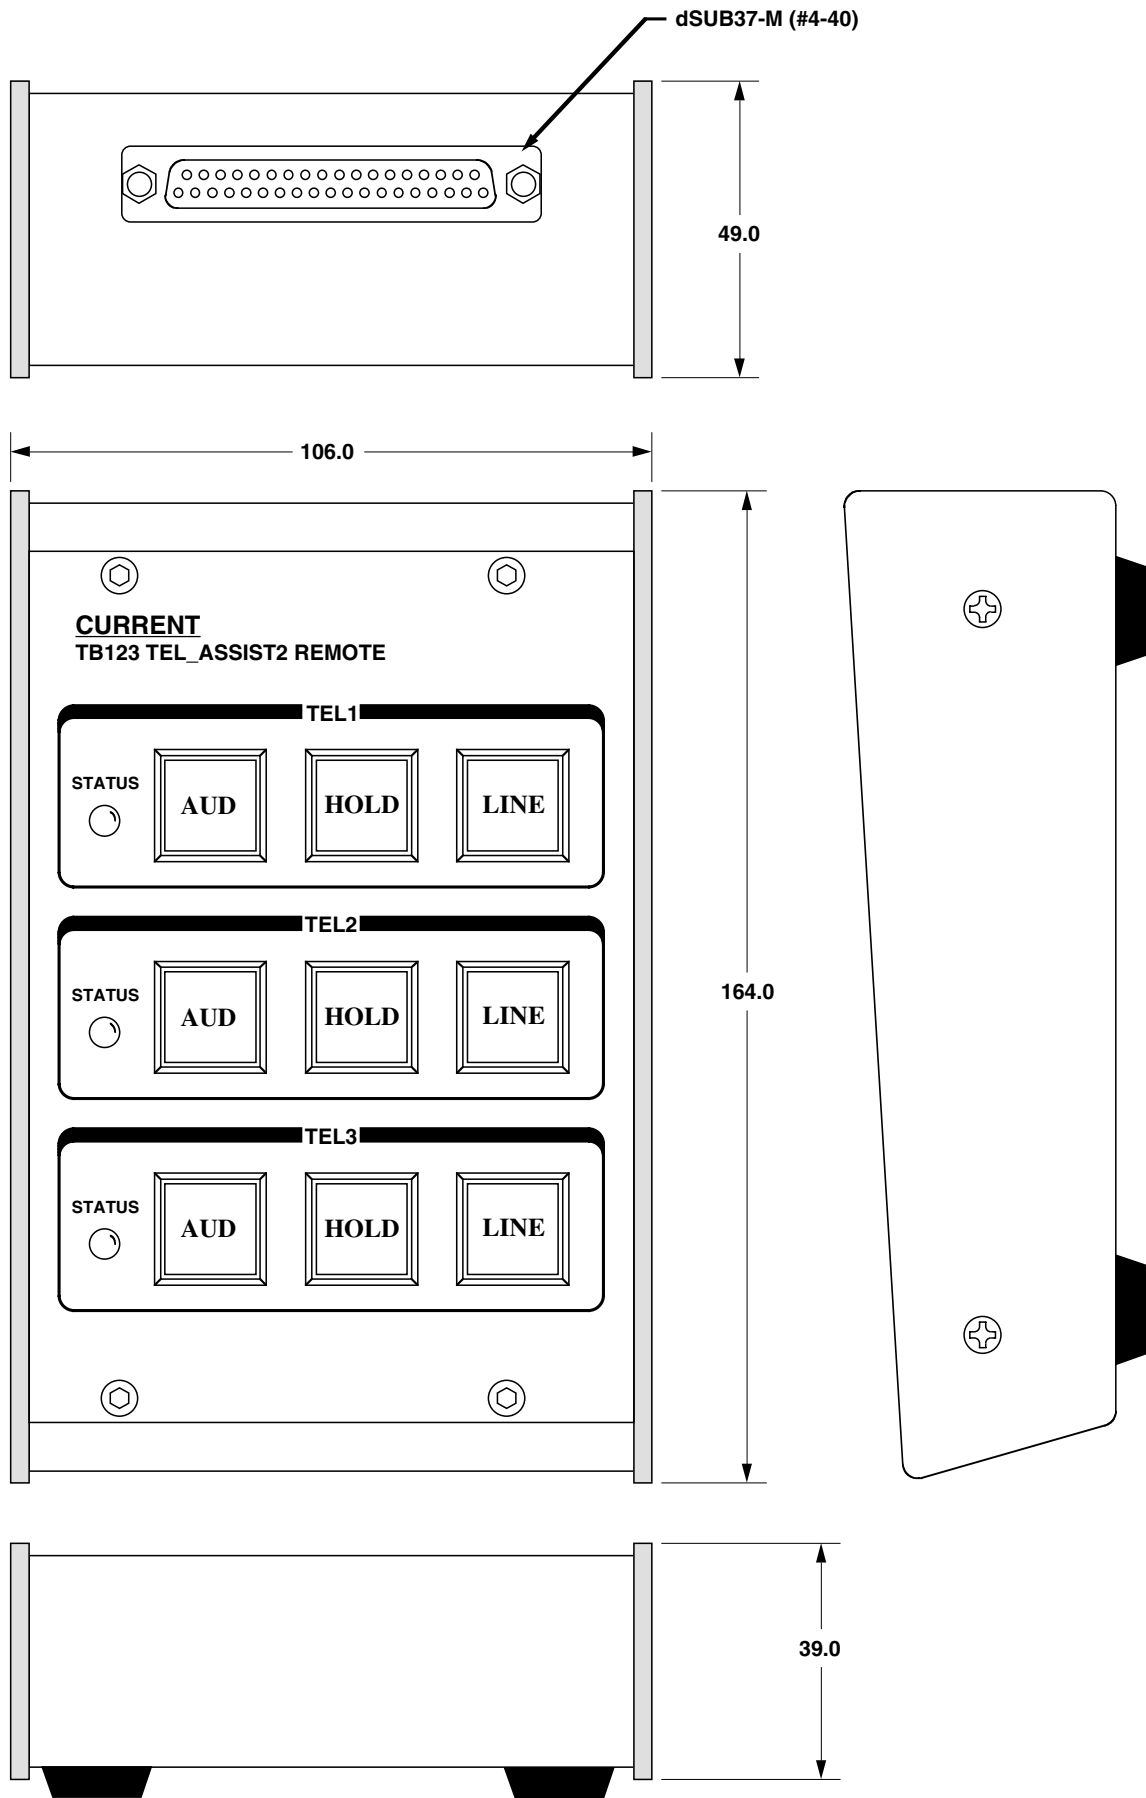 dSUB37-M (#4-40)
49.0
106.0
CURRENT
TB123 TEL_ASSIST2 REMOTE
TEL1
STATUS
AUD
HOLD
LINE
TEL2
STATUS
AUD
HOLD
LINE
164.0
TEL3
STATUS
AUD
HOLD
LINE
39.0